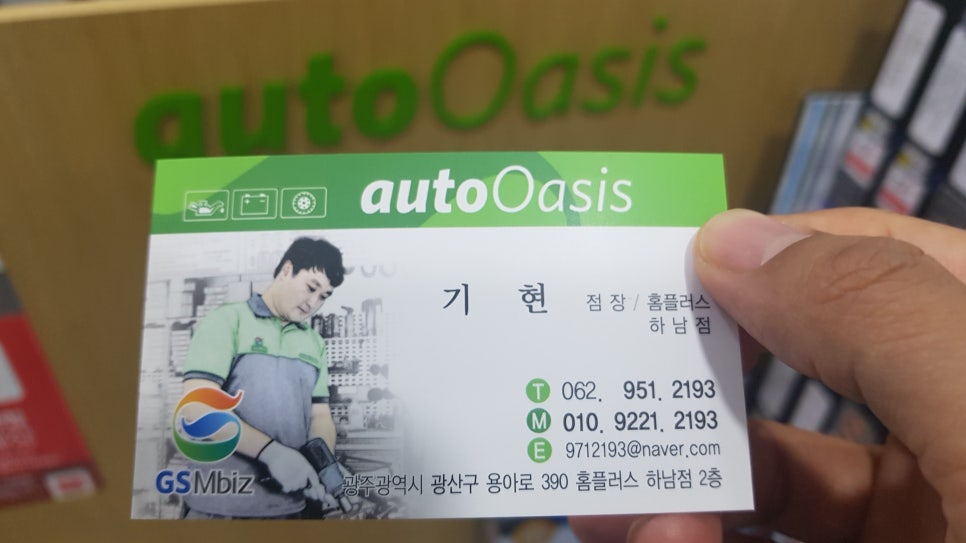 autoOasis
autoOasis
기 현 점 장 / 홈플러스
하 남 점
T 062. 951. 2193
M 010. 9221. 2193
E 9712193@naver.com
GSMbiz
광주광역시 광산구 용아로 390 홈플러스 하남점 2층